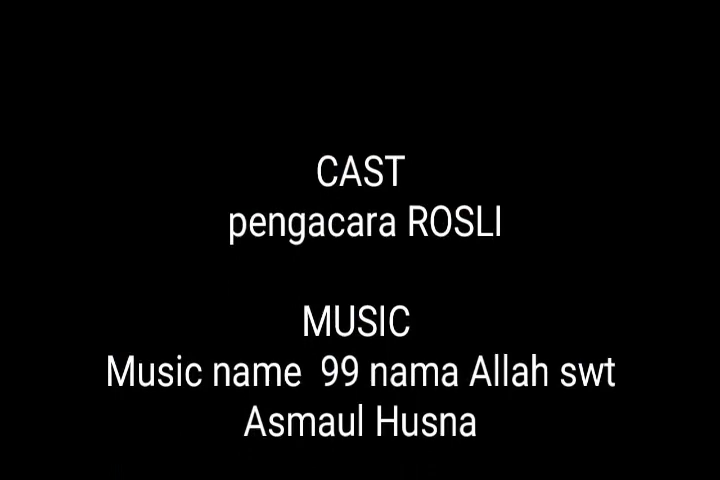 CAST
pengacara ROSLI
MUSIC
Music name  99 nama Allah swt
Asmaul Husna